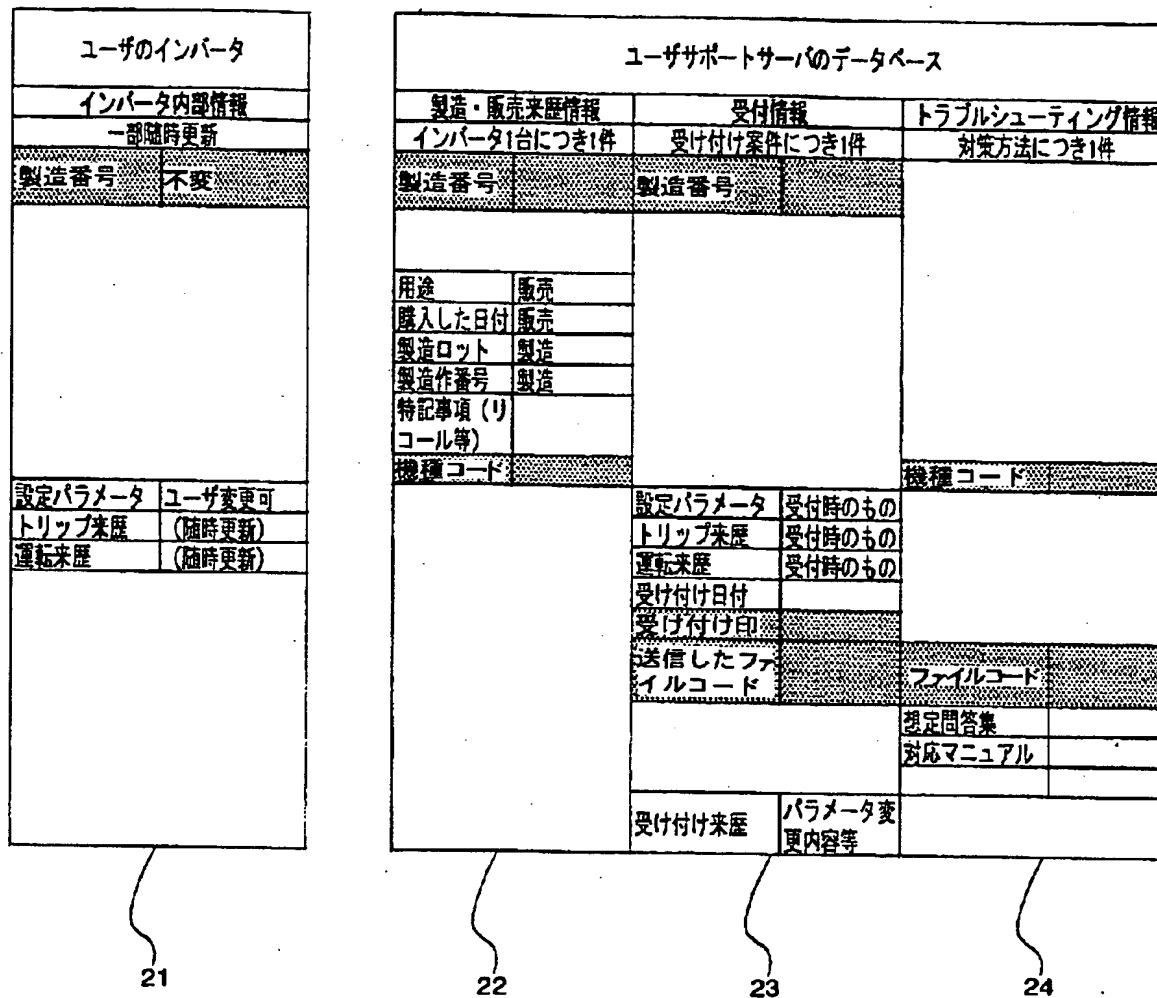 ユーザのインバータ
インバータ内部情報
一部随時更新
製造番号 不変
設定パラメータ ユーザ変更可
トリップ来歴 (随時更新)
運転来歴 (随時更新)
ユーザサポートサーバのデータベース
製造・販売来歴情報 受付情報 トラブルシューティング情報
インバータ1台につき1件 受け付け案件につき1件 対策方法につき1件
製造番号 製造番号
用途 販売
購入した日付 販売
製造ロット 製造
製造作番号 製造
特記事項(リ
コール等)
機種コード 機種コード
設定パラメータ 受付時のもの
トリップ来歴 受付時のもの
運転来歴 受付時のもの
受け付け日付
受け付け印
送信したファ
イルコード ファイルコード
想定問答集
対応マニュアル
受け付け来歴 パラメータ変
更内容等
21 22 23 24